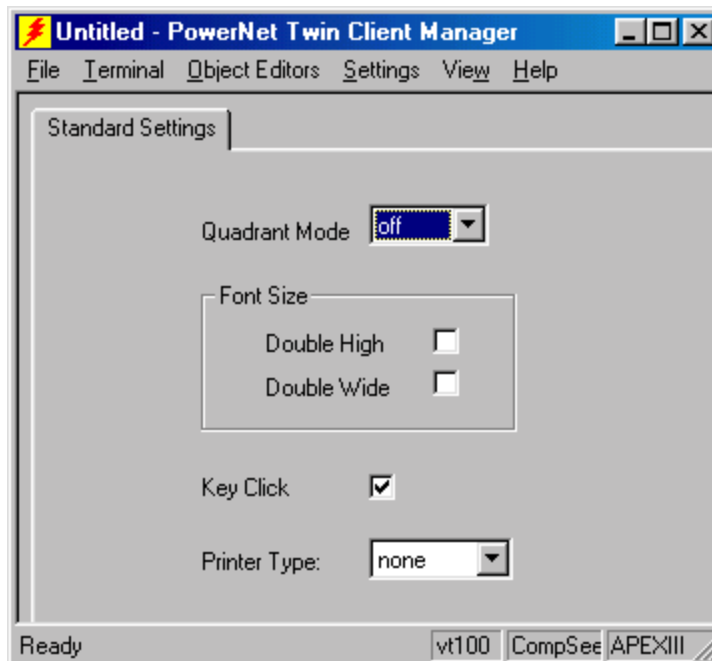 Untitled - PowerNet Twin Client Manager
File Terminal Object Editors Settings View Help
Standard Settings
Quadrant Mode off
Font Size
Double High
Double Wide
Key Click
Printer Type: none
Ready vt100 CompSee APEXIII